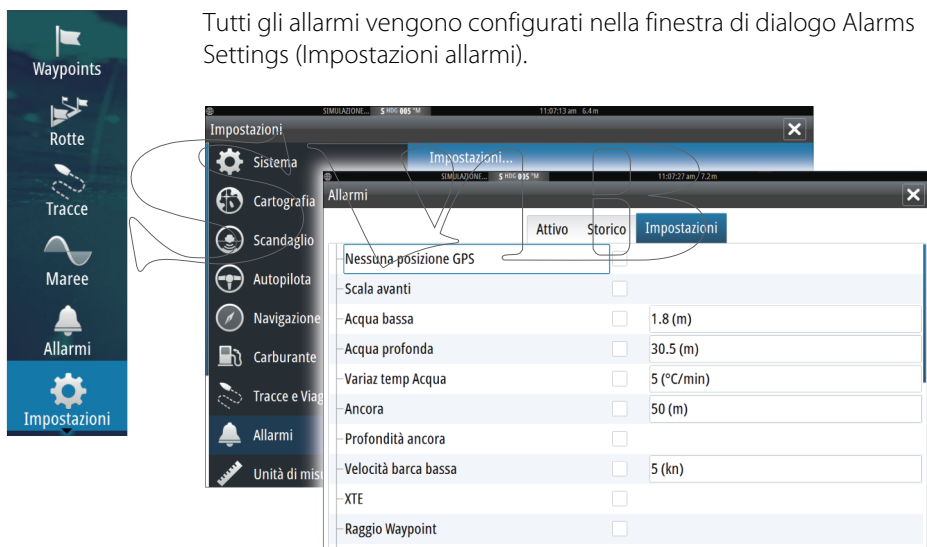 Tutti gli allarmi vengono configurati nella finestra di dialogo Alarms
Settings (Impostazioni allarmi).
Waypoints
Rotte
Tracce
Maree
Allarmi
Impostazioni
SIMULAZIONE... S HDG 005 °M 11:07:13 am 6.4 m
Impostazioni
Sistema
Cartografia
Scandaglio
Autopilota
Navigazione
Carburante
Tracce e Viag
Allarmi
Unità di mis
Impostazioni...
SIMULAZIONE... S HDG 005 °M 11:07:27 am 7.2 m
Allarmi
Attivo Storico Impostazioni
Nessuna posizione GPS
Scala avanti
Acqua bassa 1.8 (m)
Acqua profonda 30.5 (m)
Variaz temp Acqua 5 (°C/min)
Ancora 50 (m)
Profondità ancora
Velocità barca bassa 5 (kn)
XTE
Raggio Waypoint